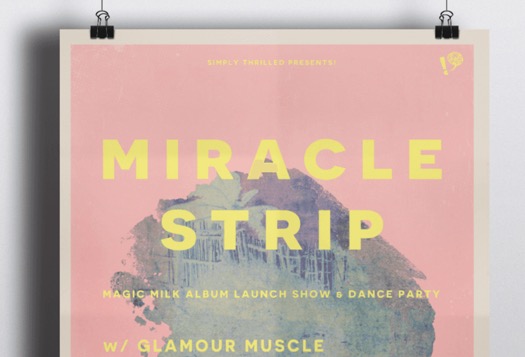 SIMPLY THRILLED PRESENTS!
MIRACLE
STRIP
MAGIC MILK ALBUM LAUNCH SHOW & DANCE PARTY
w/ GLAMOUR MUSCLE